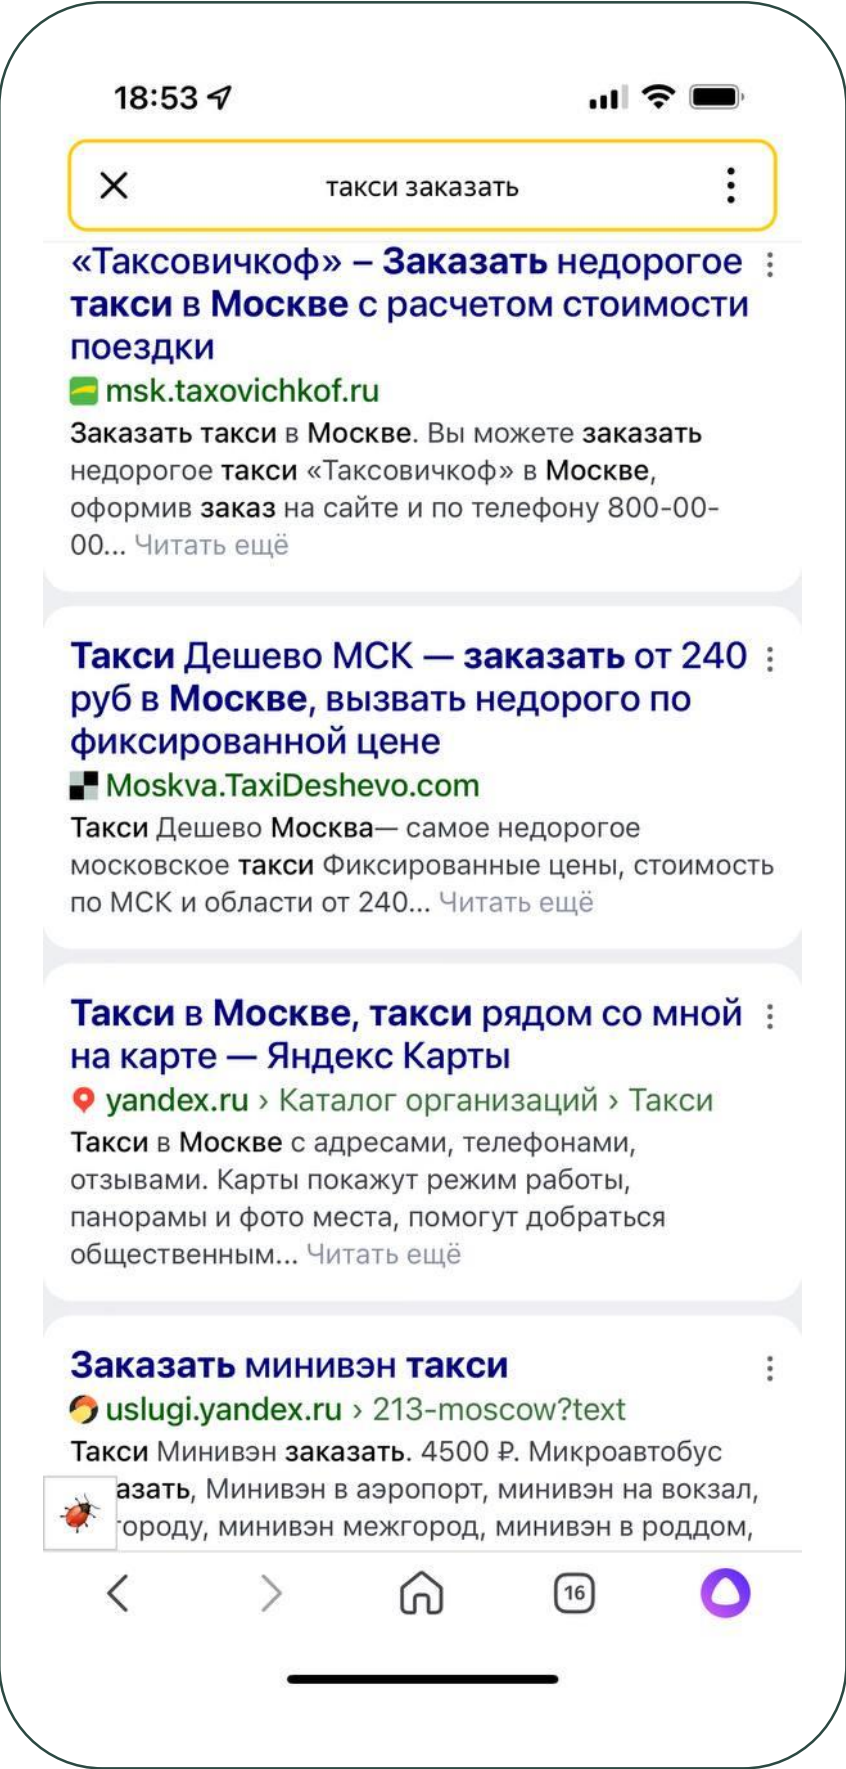 18:53
такси заказать
«Таксовичкоф» – Заказать недорогое
такси в Москве с расчетом стоимости
поездки
msk.taxovichkof.ru
Заказать такси в Москве. Вы можете заказать
недорогое такси «Таксовичкоф» в Москве,
оформив заказ на сайте и по телефону 800-00-
00... Читать ещё
Такси Дешево МСК — заказать от 240
руб в Москве, вызвать недорого по
фиксированной цене
Moskva.TaxiDeshevo.com
Такси Дешево Москва— самое недорогое
московское такси Фиксированные цены, стоимость
по МСК и области от 240... Читать ещё
Такси в Москве, такси рядом со мной
на карте — Яндекс Карты
yandex.ru › Каталог организаций › Такси
Такси в Москве с адресами, телефонами,
отзывами. Карты покажут режим работы,
панорамы и фото места, помогут добраться
общественным... Читать ещё
Заказать минивэн такси
uslugi.yandex.ru › 213-moscow?text
Такси Минивэн заказать. 4500 ₽. Микроавтобус
азать, Минивэн в аэропорт, минивэн на вокзал,
городу, минивэн межгород, минивэн в роддом,
16